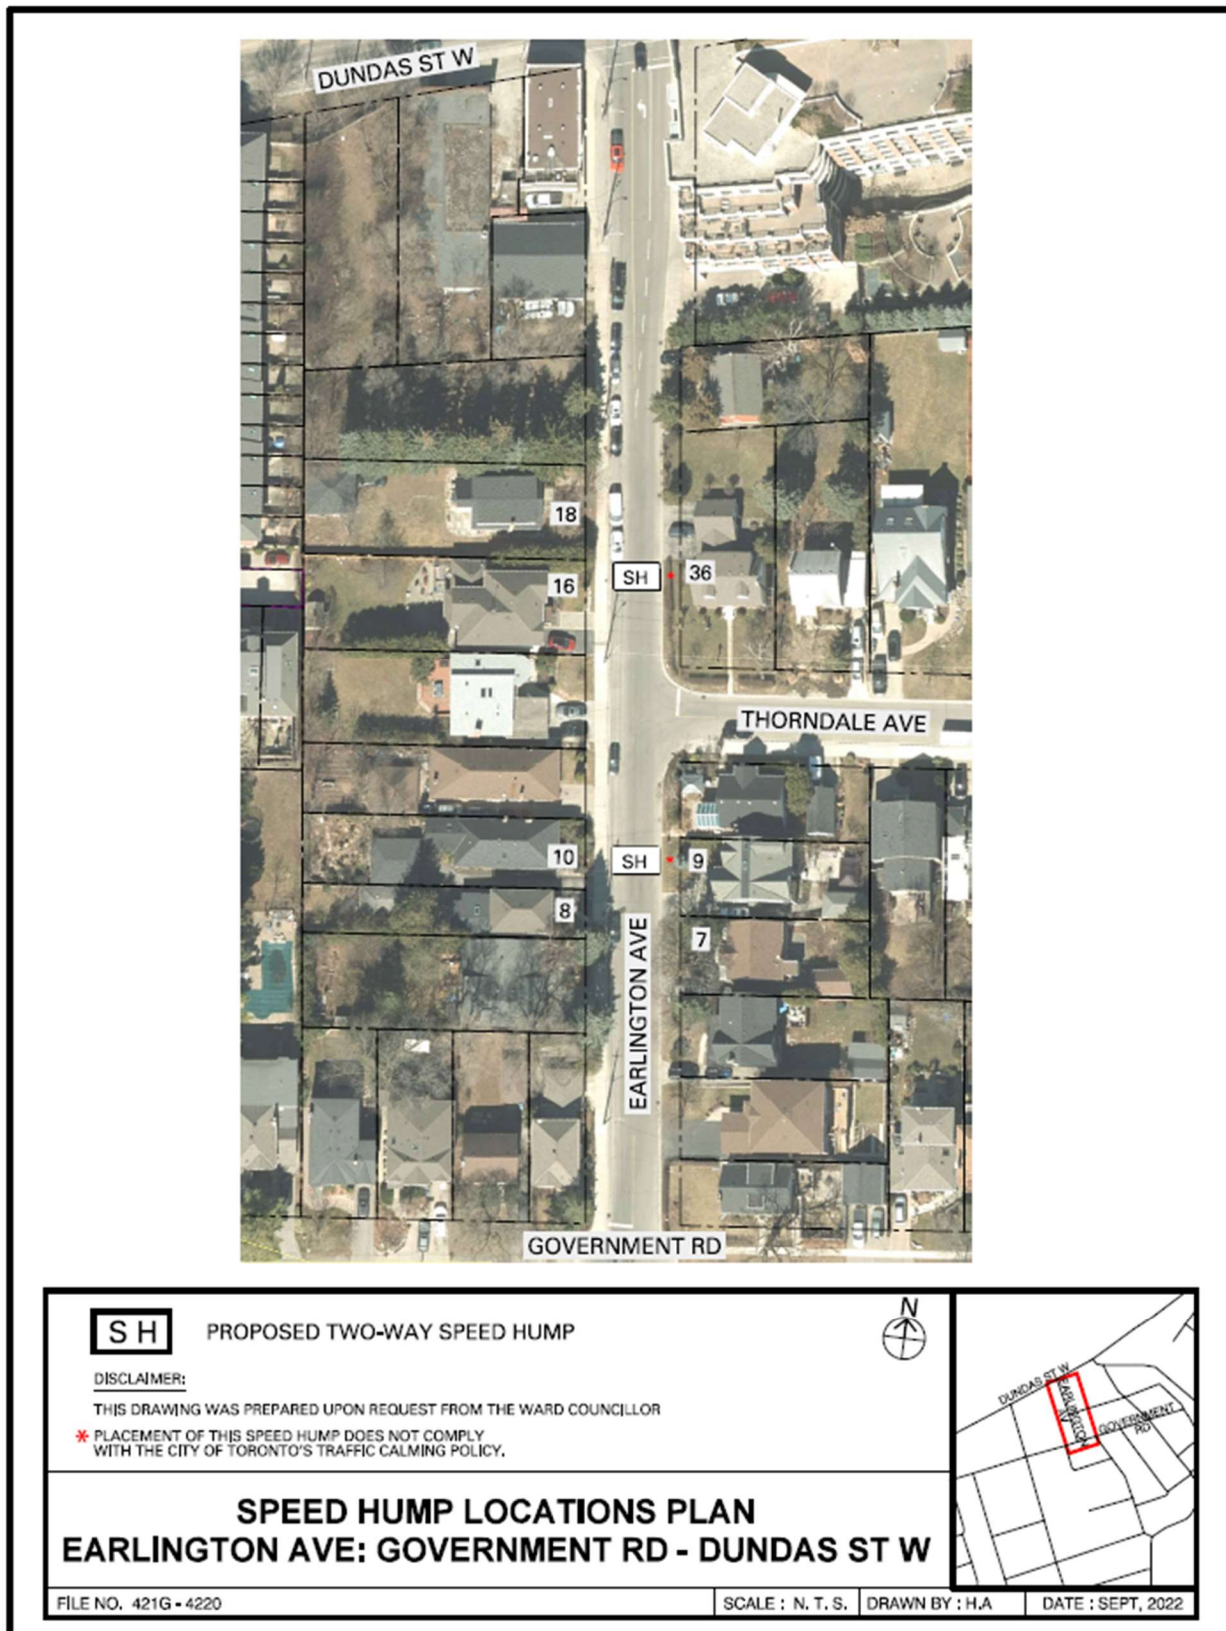 DUNDAS ST W
18
SH
36
16
THORNDALE AVE
SH
9
10
8
7
EARLINGTON AVE
GOVERNMENT RD
SH
PROPOSED TWO-WAY SPEED HUMP
N
DISCLAIMER:
THIS DRAWING WAS PREPARED UPON REQUEST FROM THE WARD COUNCILLOR
* PLACEMENT OF THIS SPEED HUMP DOES NOT COMPLY
WITH THE CITY OF TORONTO'S TRAFFIC CALMING POLICY.
DUNDAS ST W
EARLINGTON
AV
GOVERNMENT
RD
SPEED HUMP LOCATIONS PLAN
EARLINGTON AVE: GOVERNMENT RD - DUNDAS ST W
FILE NO. 421G - 4220
SCALE : N. T. S.
DRAWN BY : H.A
DATE : SEPT, 2022